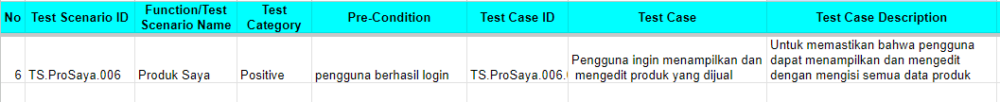 No Test Scenario ID Function/Test Scenario Name Test Category Pre-Condition Test Case ID Test Case Test Case Description
6 TS.ProSaya.006 Produk Saya Positive pengguna berhasil login TS.ProSaya.006. Pengguna ingin menampilkan dan
mengedit produk yang dijual
Untuk memastikan bahwa pengguna
dapat menampilkan dan mengedit
dengan mengisi semua data produk